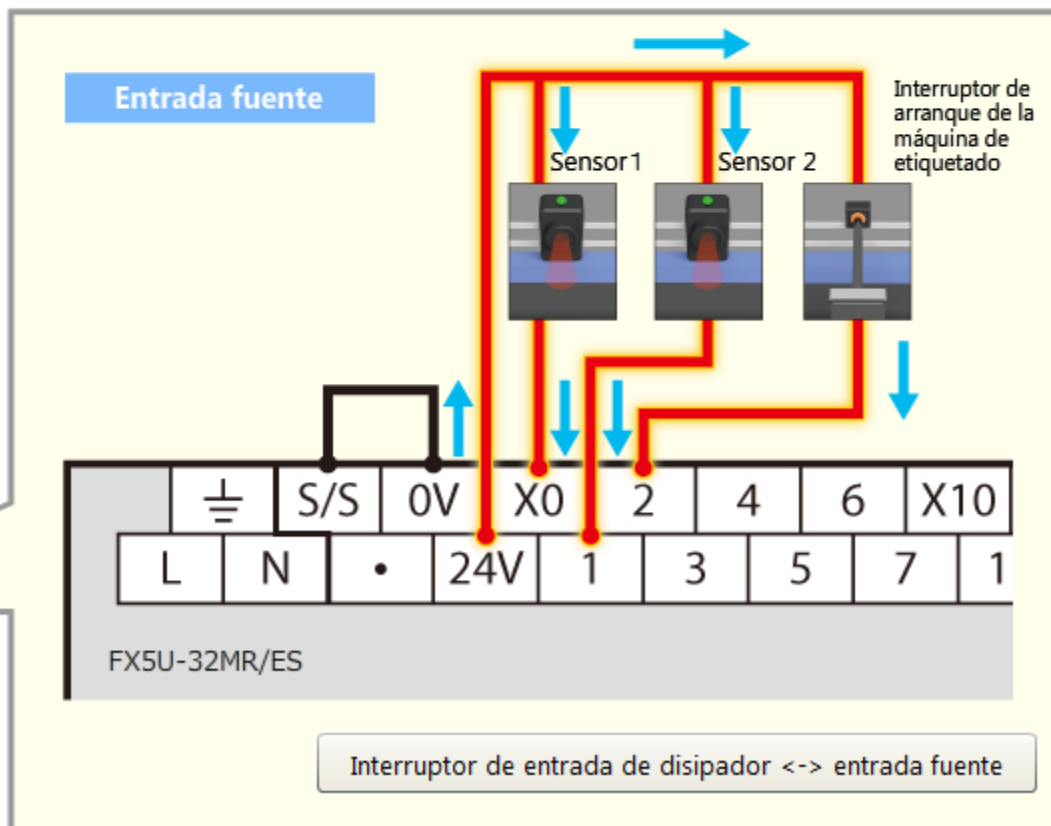 Entrada fuente
Interruptor de
arranque de la
máquina de
etiquetado
Sensor1
Sensor 2
S/S 0V X0 2 4 6 X10
L N • 24V 1 3 5 7 1
FX5U-32MR/ES
Interruptor de entrada de disipador <-> entrada fuente